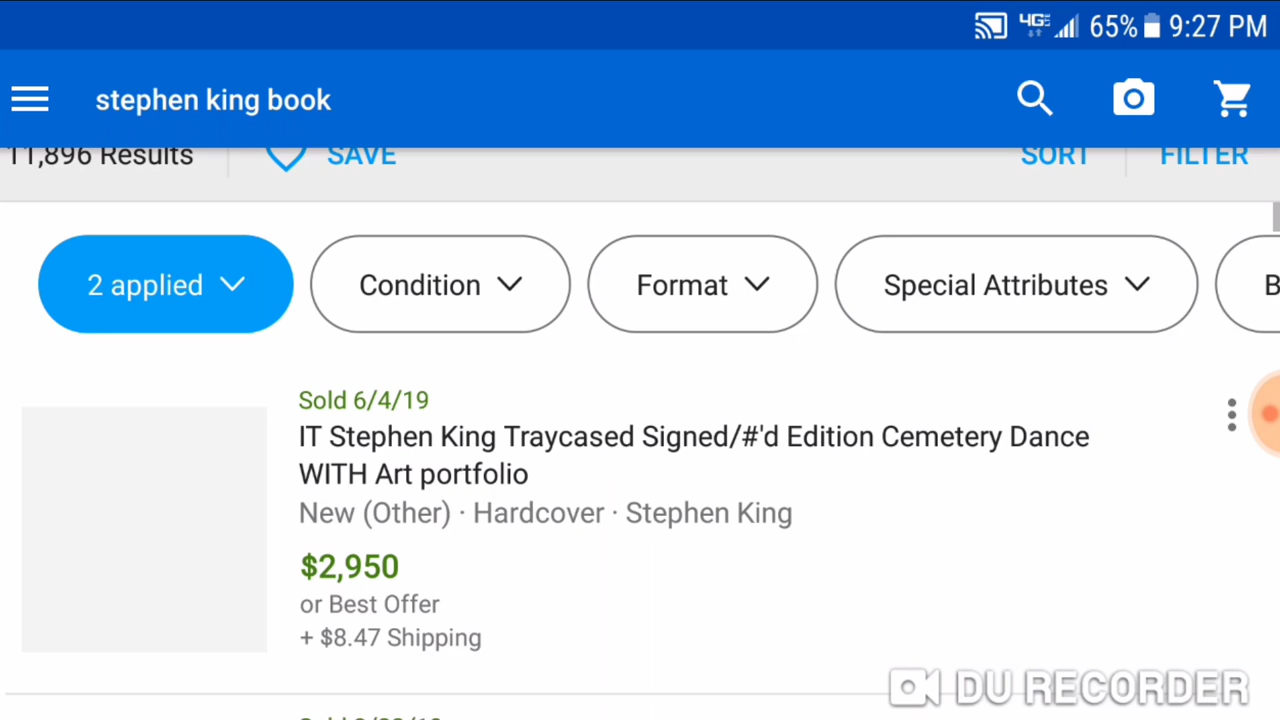 4G 65% 9:27 PM
stephen king book
11,896 Results SAVE SORT FILTER
2 applied Condition Format Special Attributes B
Sold 6/4/19
IT Stephen King Traycased Signed/#'d Edition Cemetery Dance
WITH Art portfolio
New (Other) · Hardcover · Stephen King
$2,950
or Best Offer
+ $8.47 Shipping
DU RECORDER